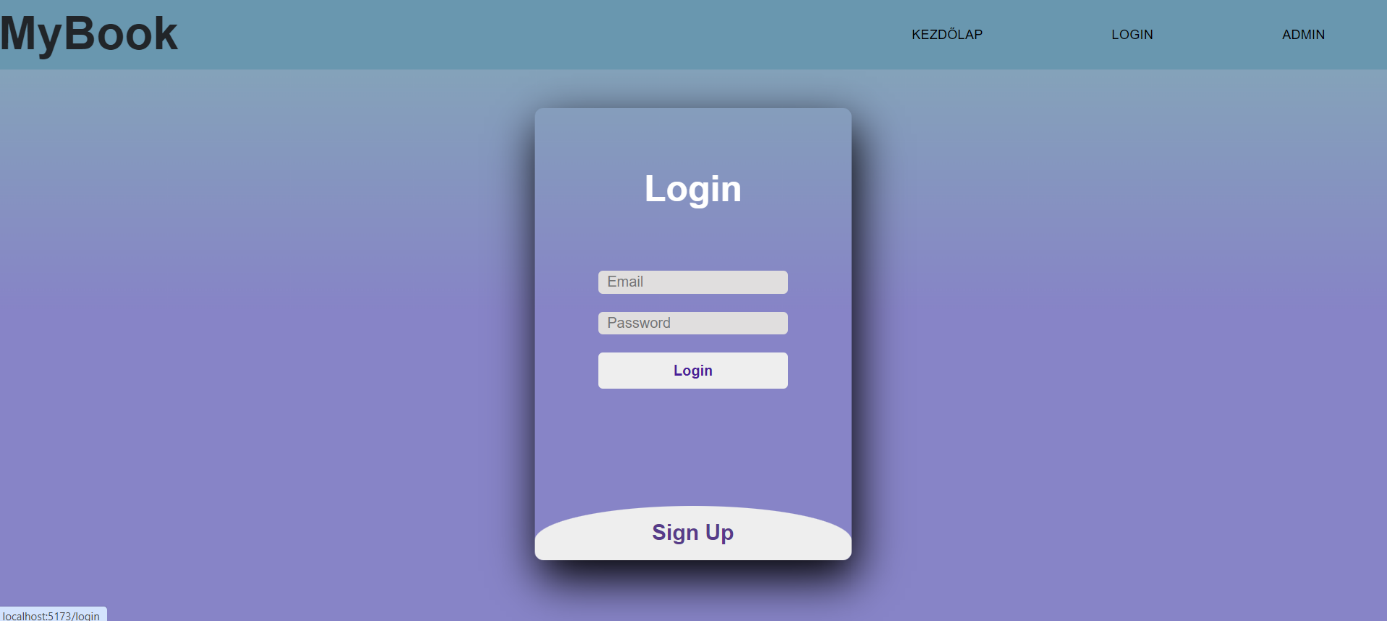 MyBook
KEZDŐLAP LOGIN ADMIN
Login
Email
Password
Login
Sign Up
localhost:5173/login